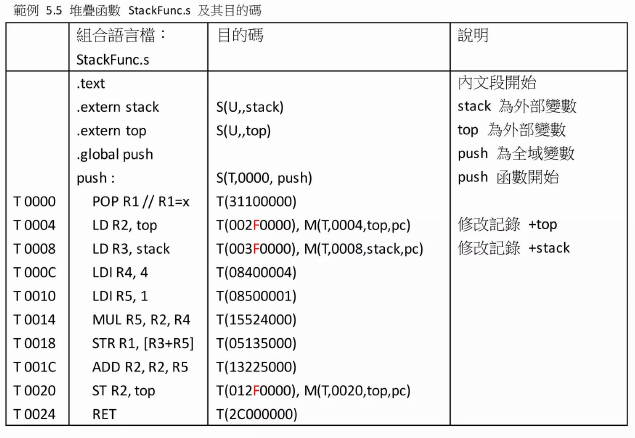 範例 5.5 堆疊函數 StackFunc.s 及其目的碼
組合語言檔： 目的碼 說明
StackFunc.s
.text 內文段開始
.extern stack S(U,,stack) stack 為外部變數
.extern top S(U,,top) top 為外部變數
.global push push 為全域變數
push : S(T,0000, push) push 函數開始
T 0000 POP R1 // R1=x T(31100000)
T 0004 LD R2, top T(002F0000), M(T,0004,top,pc) 修改記錄 +top
T 0008 LD R3, stack T(003F0000), M(T,0008,stack,pc) 修改記錄 +stack
T 000C LDI R4, 4 T(08400004)
T 0010 LDI R5, 1 T(08500001)
T 0014 MUL R5, R2, R4 T(15524000)
T 0018 STR R1, [R3+R5] T(05135000)
T 001C ADD R2, R2, R5 T(13225000)
T 0020 ST R2, top T(012F0000), M(T,0020,top,pc)
T 0024 RET T(2C000000)